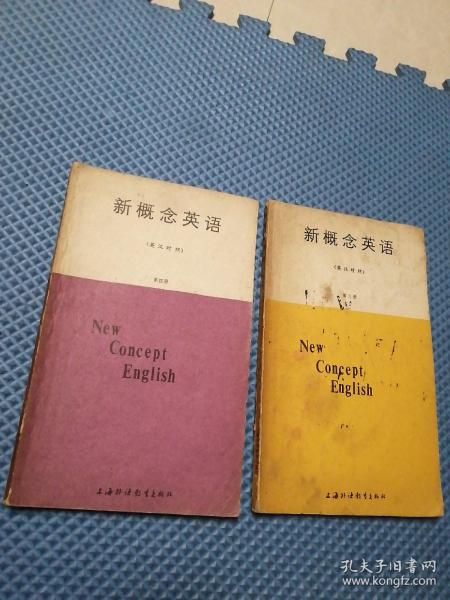 新概念英语
(英汉对照)
第四册
New
Concept
English
上海外语教育出版社
新概念英语
(英汉对照)
New
Concept
English
上海外语教育出版社
孔夫子旧书网
www.kongfz.com